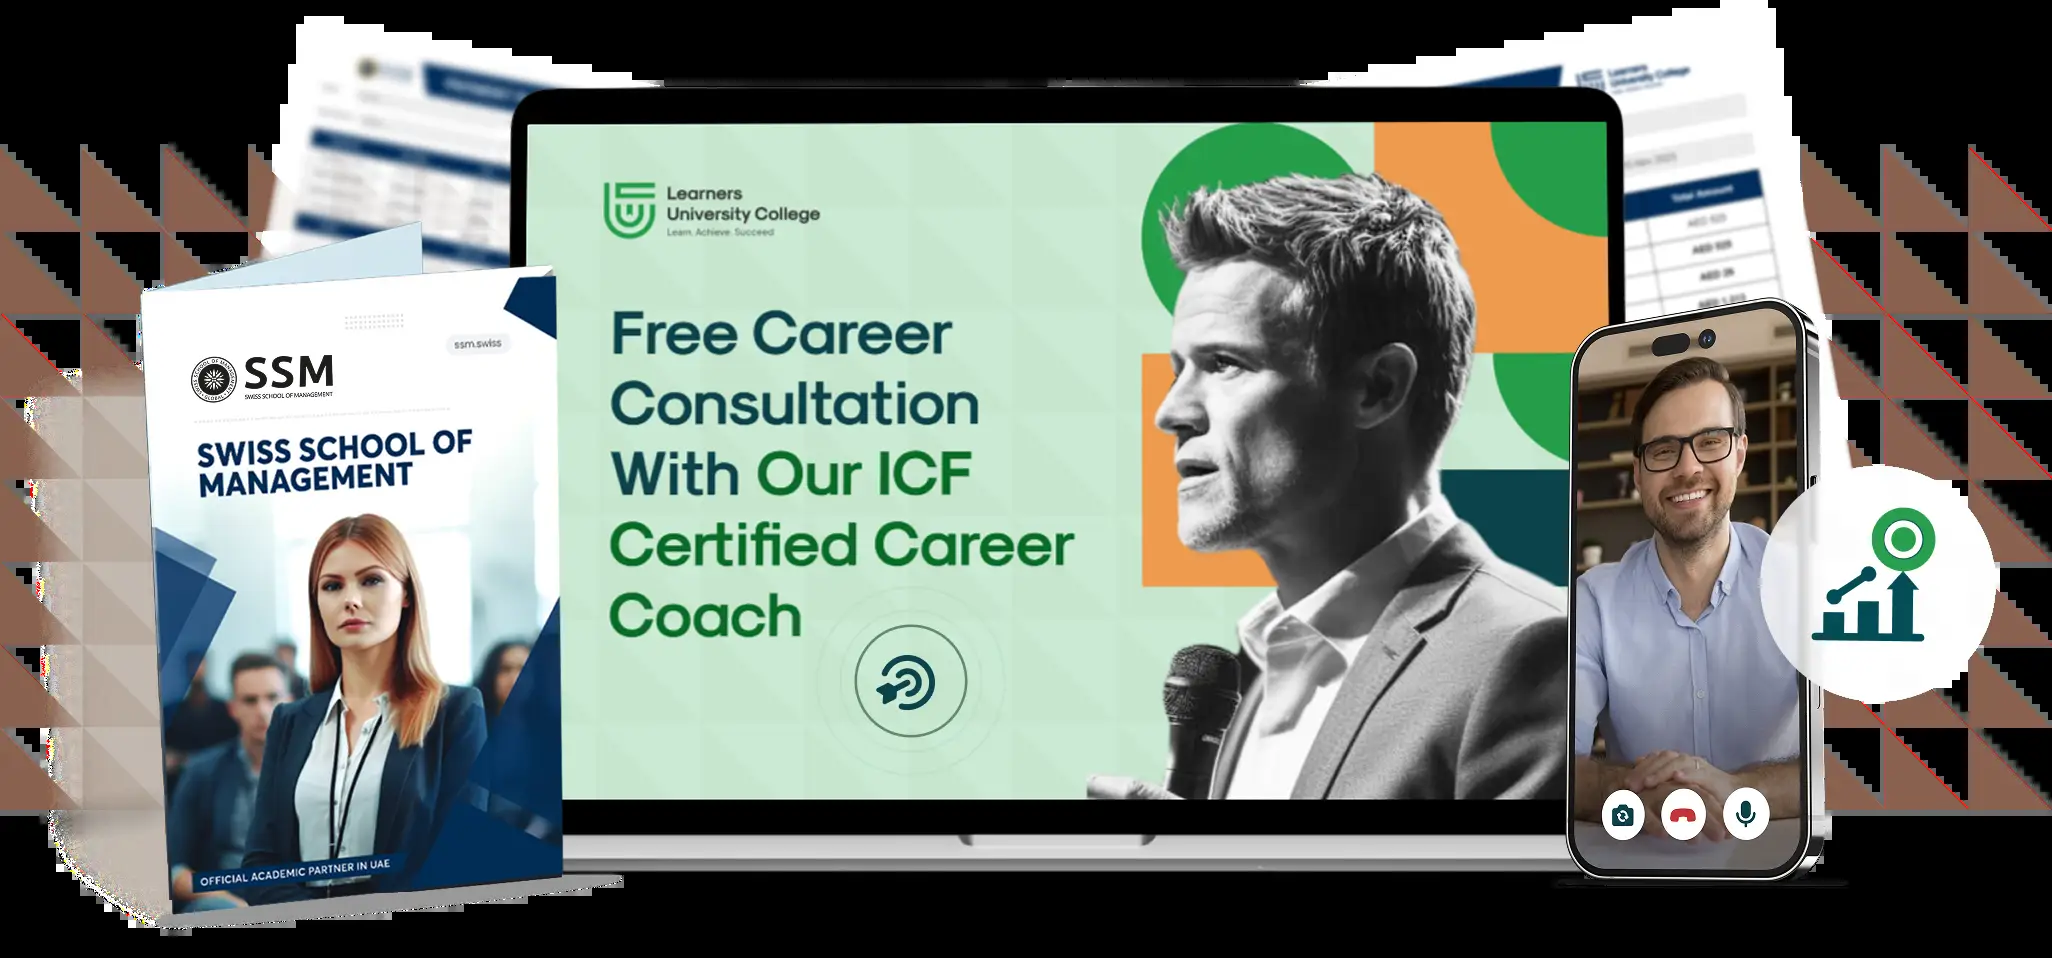 SSM
SWISS SCHOOL OF MANAGEMENT
ssm.swiss
SWISS SCHOOL OF
MANAGEMENT
OFFICIAL ACADEMIC PARTNER IN UAE
Learners
University College
Learn. Achieve. Succeed
Free Career
Consultation
With Our ICF
Certified Career
Coach
Learners
University College
Total Amount
AED 525
AED 525
AED 26